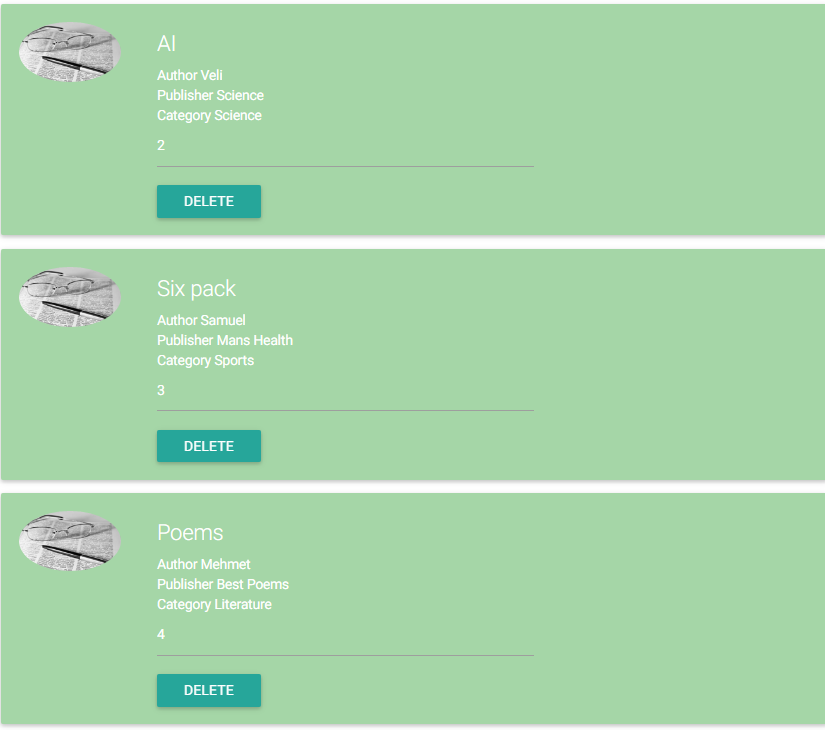 AI
Author Veli
Publisher Science
Category Science
2
DELETE
Six pack
Author Samuel
Publisher Mans Health
Category Sports
3
DELETE
Poems
Author Mehmet
Publisher Best Poems
Category Literature
4
DELETE